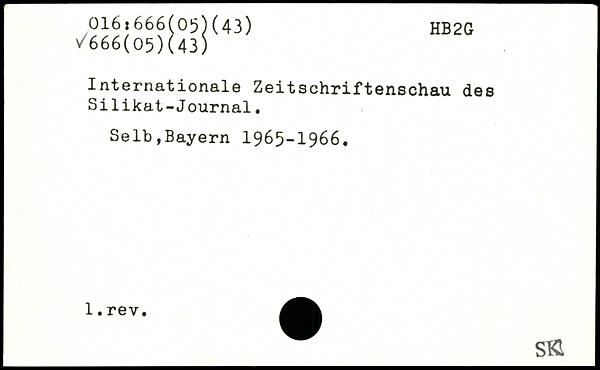 016:666(05)(43)
HB2G
✓666(05)(43)
Internationale Zeitschriftenschau des
Silikat-Journal.
Selb,Bayern 1965-1966.
1.rev.
SK